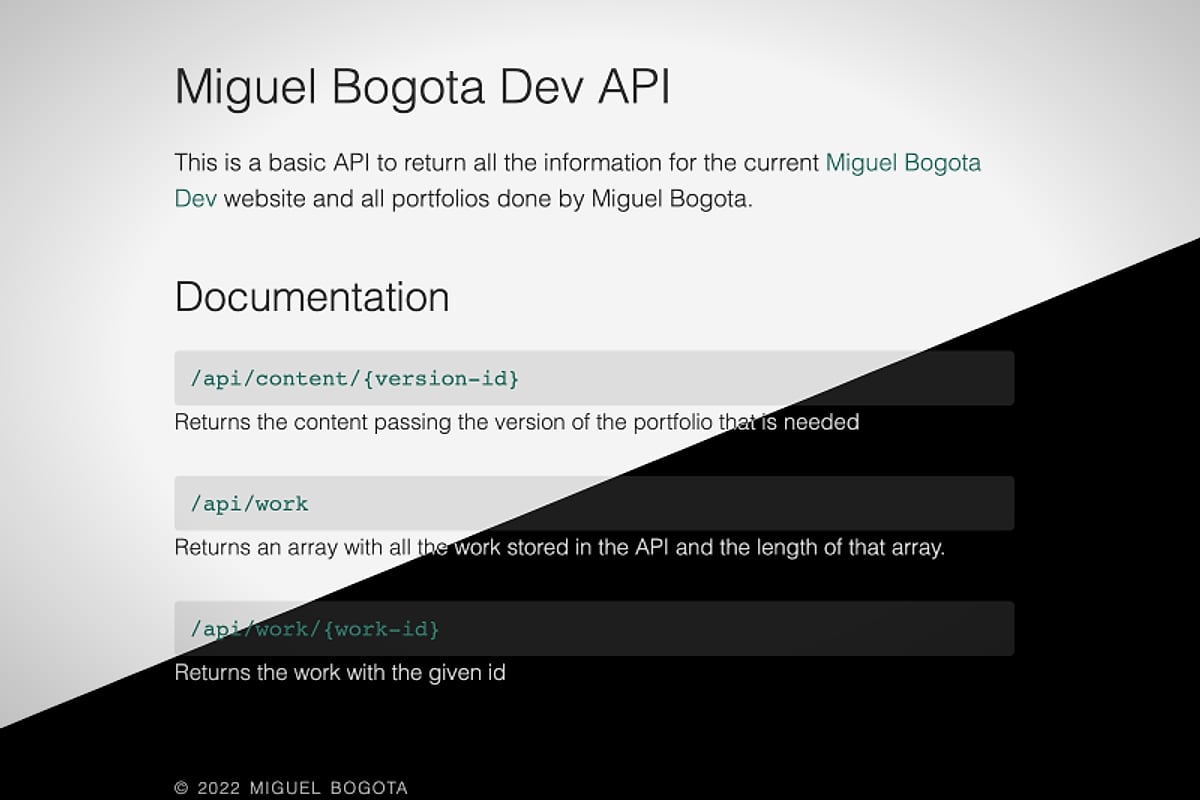 Miguel Bogota Dev API
This is a basic API to return all the information for the current Miguel Bogota
Dev website and all portfolios done by Miguel Bogota.
Documentation
/api/content/{version-id}
Returns the content passing the version of the portfolio that is needed
/api/work
Returns an array with all the work stored in the API and the length of that array.
/api/work/{work-id}
Returns the work with the given id
© 2022 MIGUEL BOGOTA